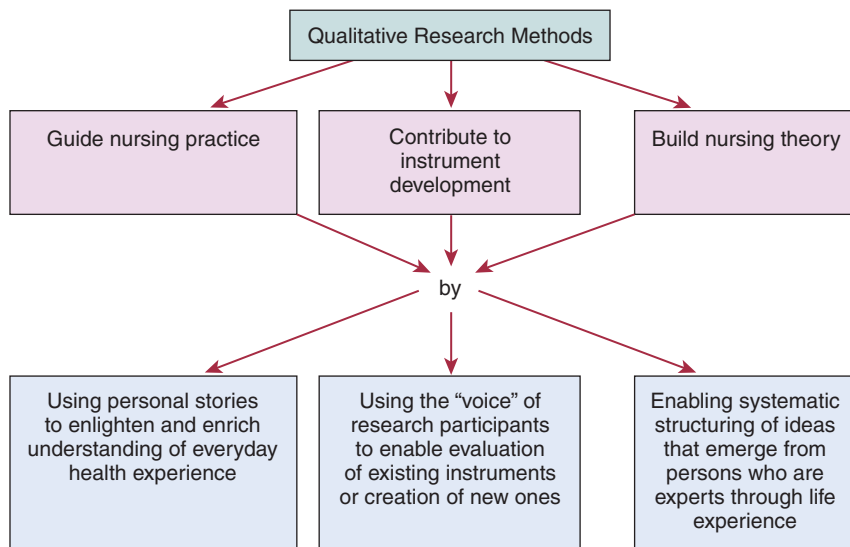 Qualitative Research Methods
Guide nursing practice
Contribute to
instrument
development
Build nursing theory
by
Using personal stories
to enlighten and enrich
understanding of everyday
health experience
Using the “voice” of
research participants
to enable evaluation
of existing instruments
or creation of new ones
Enabling systematic
structuring of ideas
that emerge from
persons who are
experts through life
experience